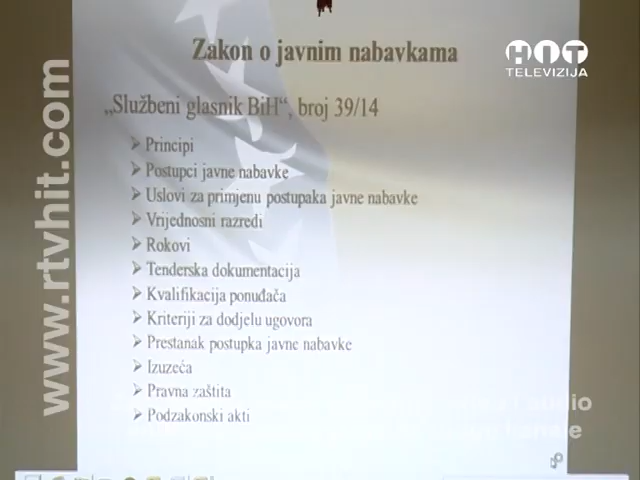 Zakon o javnim nabavkama
HIT
TELEVIZIJA
„Službeni glasnik BiH“, broj 39/14
Principi
Postupci javne nabavke
Uslovi za primjenu postupaka javne nabavke
Vrijednosni razredi
Rokovi
Tenderska dokumentacija
Kvalifikacija ponuđača
Kriteriji za dodjelu ugovora
Prestanak postupka javne nabavke
Izuzeća
Pravna zaštita
Podzakonski akti
www.rtvhit.com